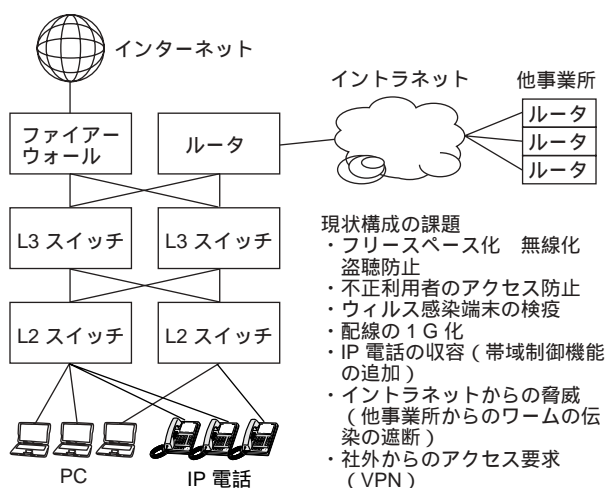 インターネット
イントラネット
他事業所
ファイアー
ウォール
ルータ
ルータ
ルータ
ルータ
L3 スイッチ
L3 スイッチ
L2 スイッチ
L2 スイッチ
PC
IP 電話
現状構成の課題
・フリースペース化　無線化
盗聴防止
・不正利用者のアクセス防止
・ウィルス感染端末の検疫
・配線の 1 G 化
・IP 電話の収容（帯域制御機能
の追加）
・イントラネットからの脅威
（他事業所からのワームの伝
染の遮断）
・社外からのアクセス要求
（VPN）